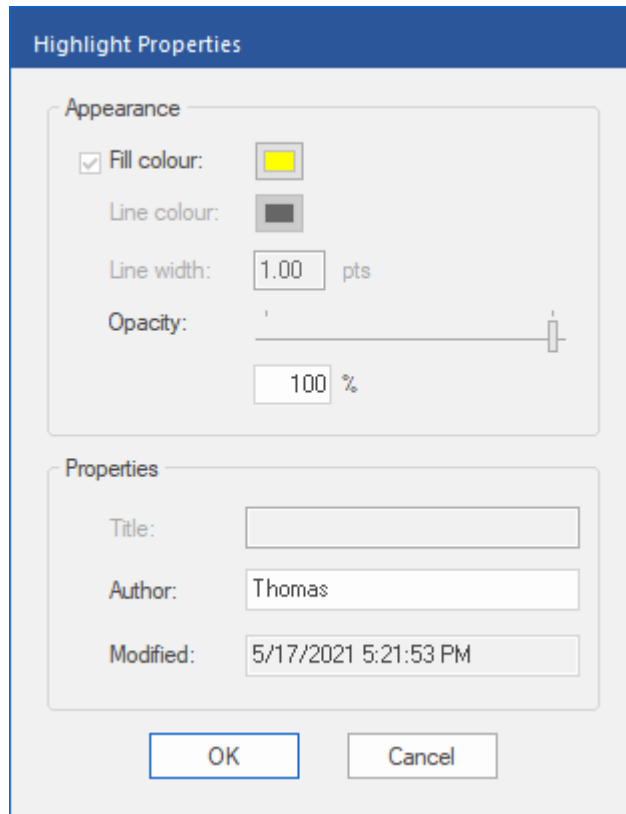 Highlight Properties
Appearance
Fill colour:
Line colour:
Line width: 1.00 pts
Opacity:
100 %
Properties
Title:
Author: Thomas
Modified: 5/17/2021 5:21:53 PM
OK Cancel